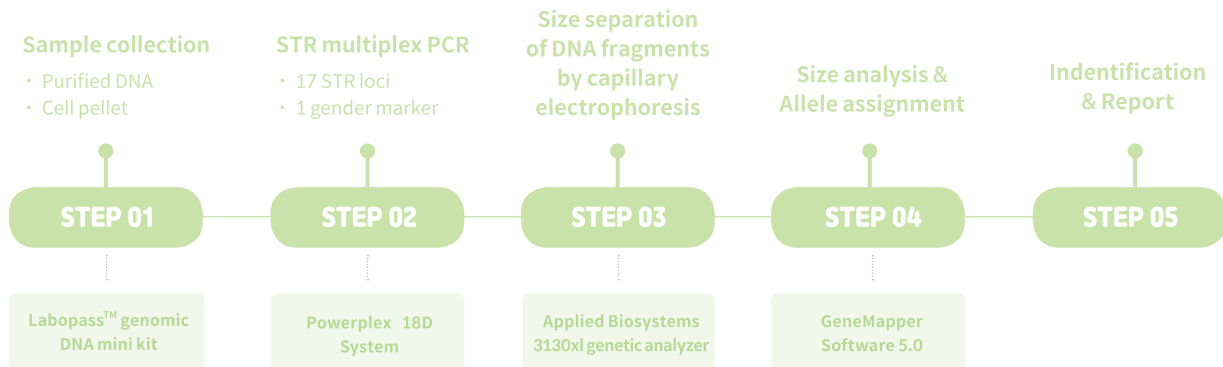 Sample collection
· Purified DNA
· Cell pellet
STEP 01
Labopass™ genomic
DNA mini kit
STR multiplex PCR
· 17 STR loci
· 1 gender marker
STEP 02
Powerplex 18D
System
Size separation
of DNA fragments
by capillary
electrophoresis
STEP 03
Applied Biosystems
3130xl genetic analyzer
Size analysis &
Allele assignment
STEP 04
GeneMapper
Software 5.0
Indentification
& Report
STEP 05